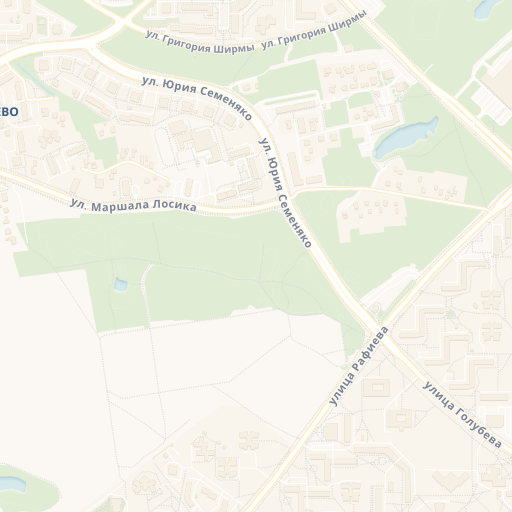 ул. Григория Ширмы
ул. Григория Ширмы
ул. Юрия Семеняко
ЕВО
ул. Юрия Семеняко
ул. Маршала Лосика
улица Рафиева
улица Голубева